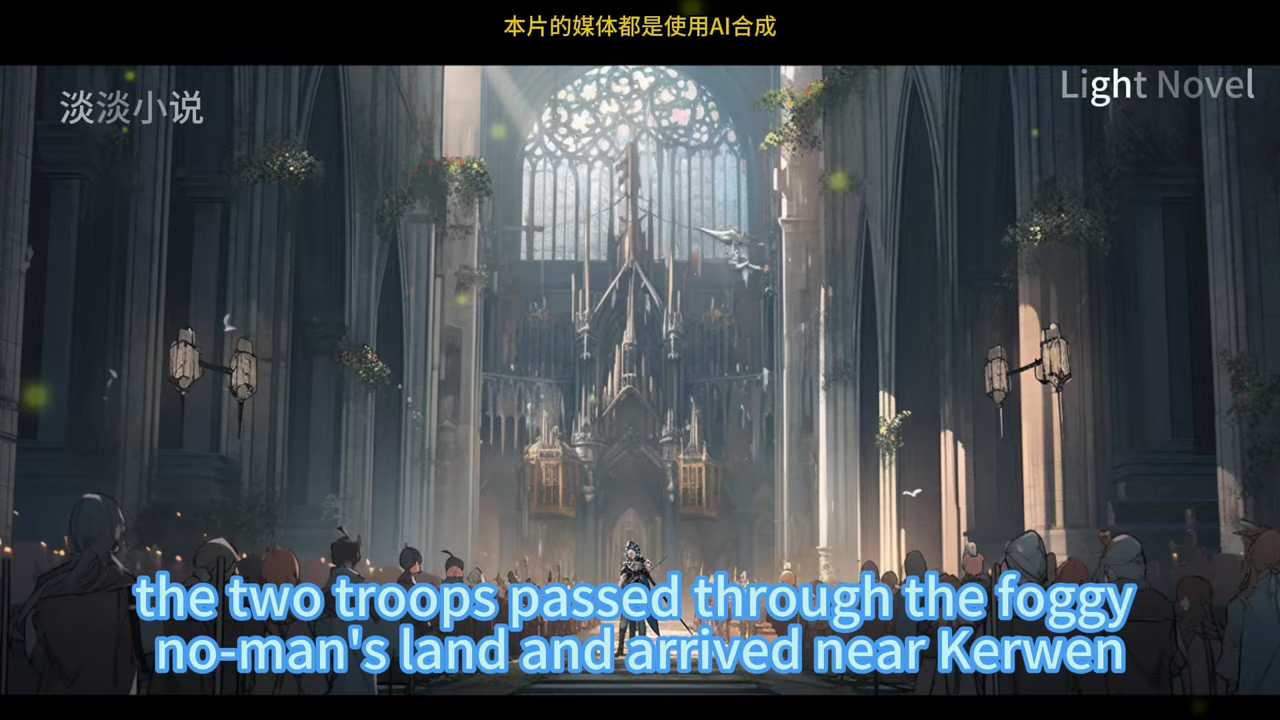 本片的媒体都是使用AI合成
淡淡小说
Light Novel
the two troops passed through the foggy
no-man's land and arrived near Kerwen